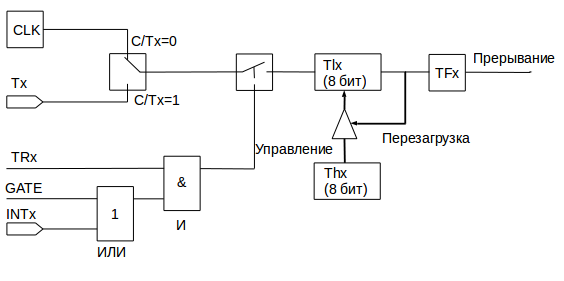 CLK
C/Tx=0
Tx
C/Tx=1
Tlx
(8 бит)
TFx
Прерывание
Управление
Перезагрузка
Thx
(8 бит)
TRx
&
GATE
1
INTx
И
ИЛИ